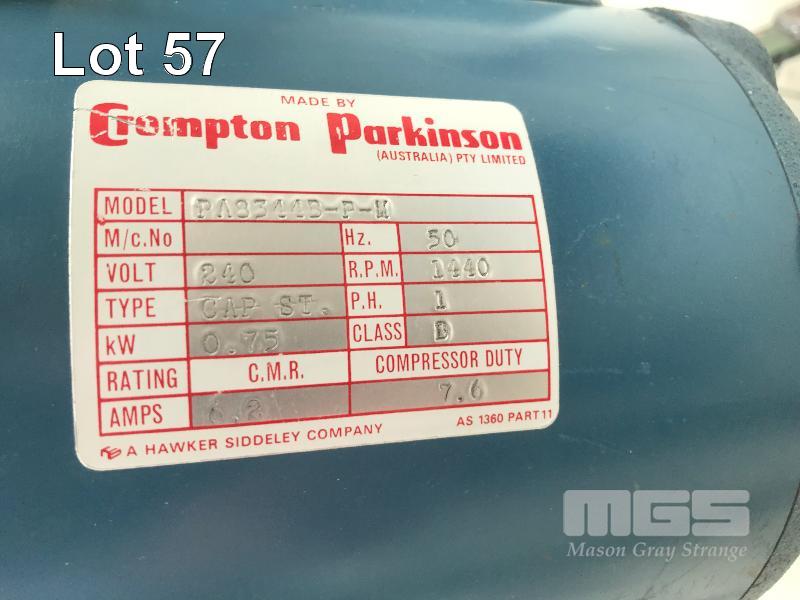 Lot 57
MADE BY
Crompton Parkinson
(AUSTRALIA) PTY LIMITED
MODEL PA8344B-P-M
M/c.No Hz. 50
VOLT 240 R.P.M. 1440
TYPE CAP ST. P.H. 1
kW 0.75 CLASS B
RATING C.M.R. COMPRESSOR DUTY
AMPS 6.2 7.6
A HAWKER SIDDELEY COMPANY AS 1360 PART 11
MGS
Mason Gray Strange